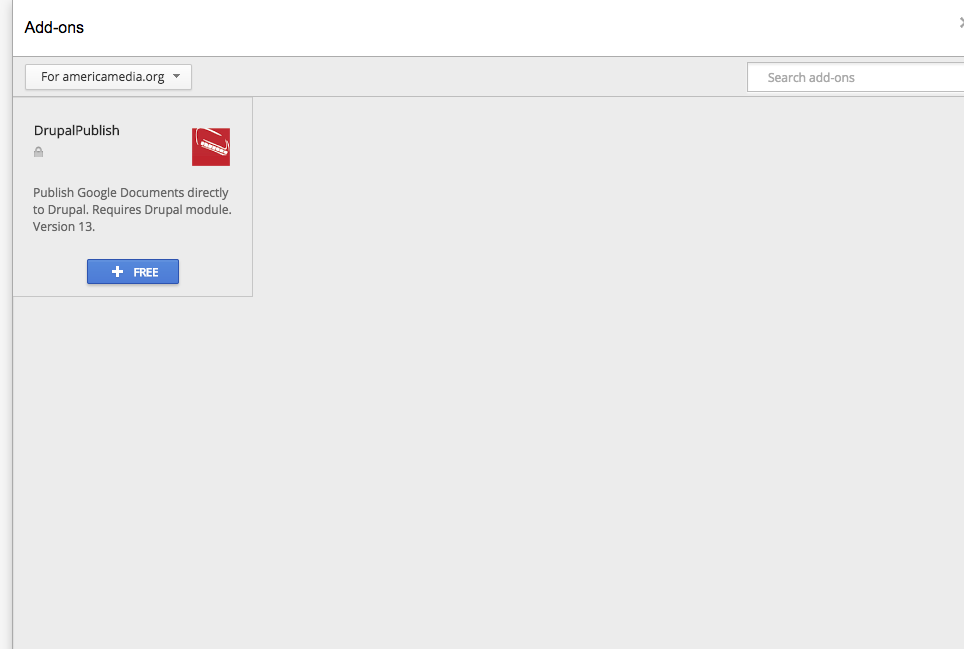 Add-ons
For americamedia.org
Search add-ons
DrupalPublish
Publish Google Documents directly
to Drupal. Requires Drupal module.
Version 13.
FREE